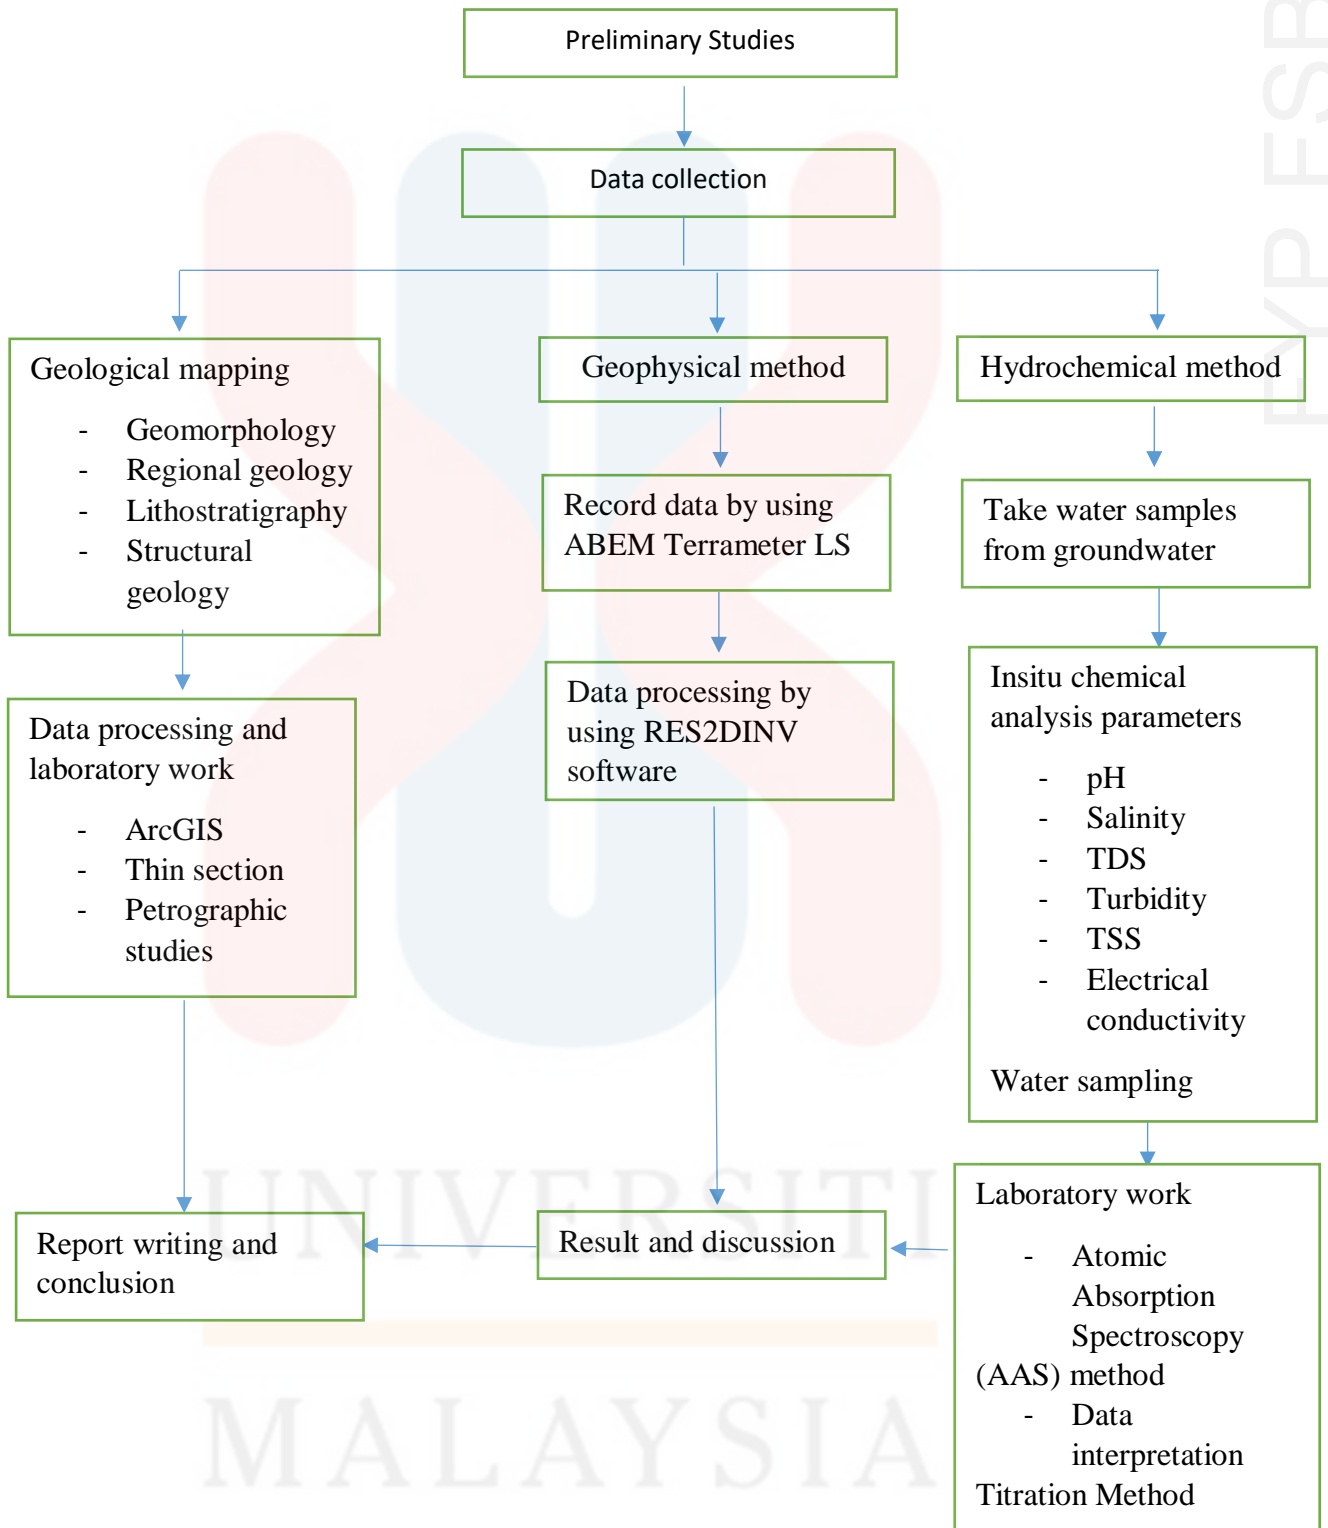 Preliminary Studies
Data collection
Geological mapping
- Geomorphology
- Regional geology
- Lithostratigraphy
- Structural
geology
Geophysical method
Hydrochemical method
Record data by using
ABEM Terrameter LS
Take water samples
from groundwater
Data processing and
laboratory work
- ArcGIS
- Thin section
- Petrographic
studies
Data processing by
using RES2DINV
software
Insitu chemical
analysis parameters
- pH
- Salinity
- TDS
- Turbidity
- TSS
- Electrical
conductivity
Water sampling
Laboratory work
- Atomic
Absorption
Spectroscopy
(AAS) method
- Data
interpretation
Titration Method
Result and discussion
Report writing and
conclusion
UNIVERSITI
MALAYSIA
FYP FSB